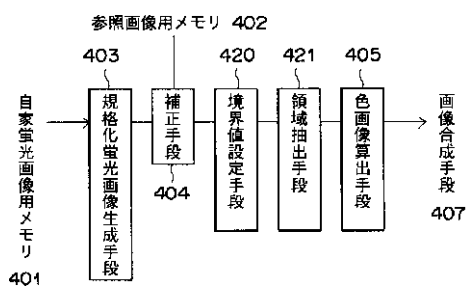 参照画像用メモリ 402
403
420
421
405
自家蛍光画像用メモリ
401
規格化蛍光画像生成手段
補正手段
404
境界値設定手段
領域抽出手段
色画像算出手段
画像合成手段
407